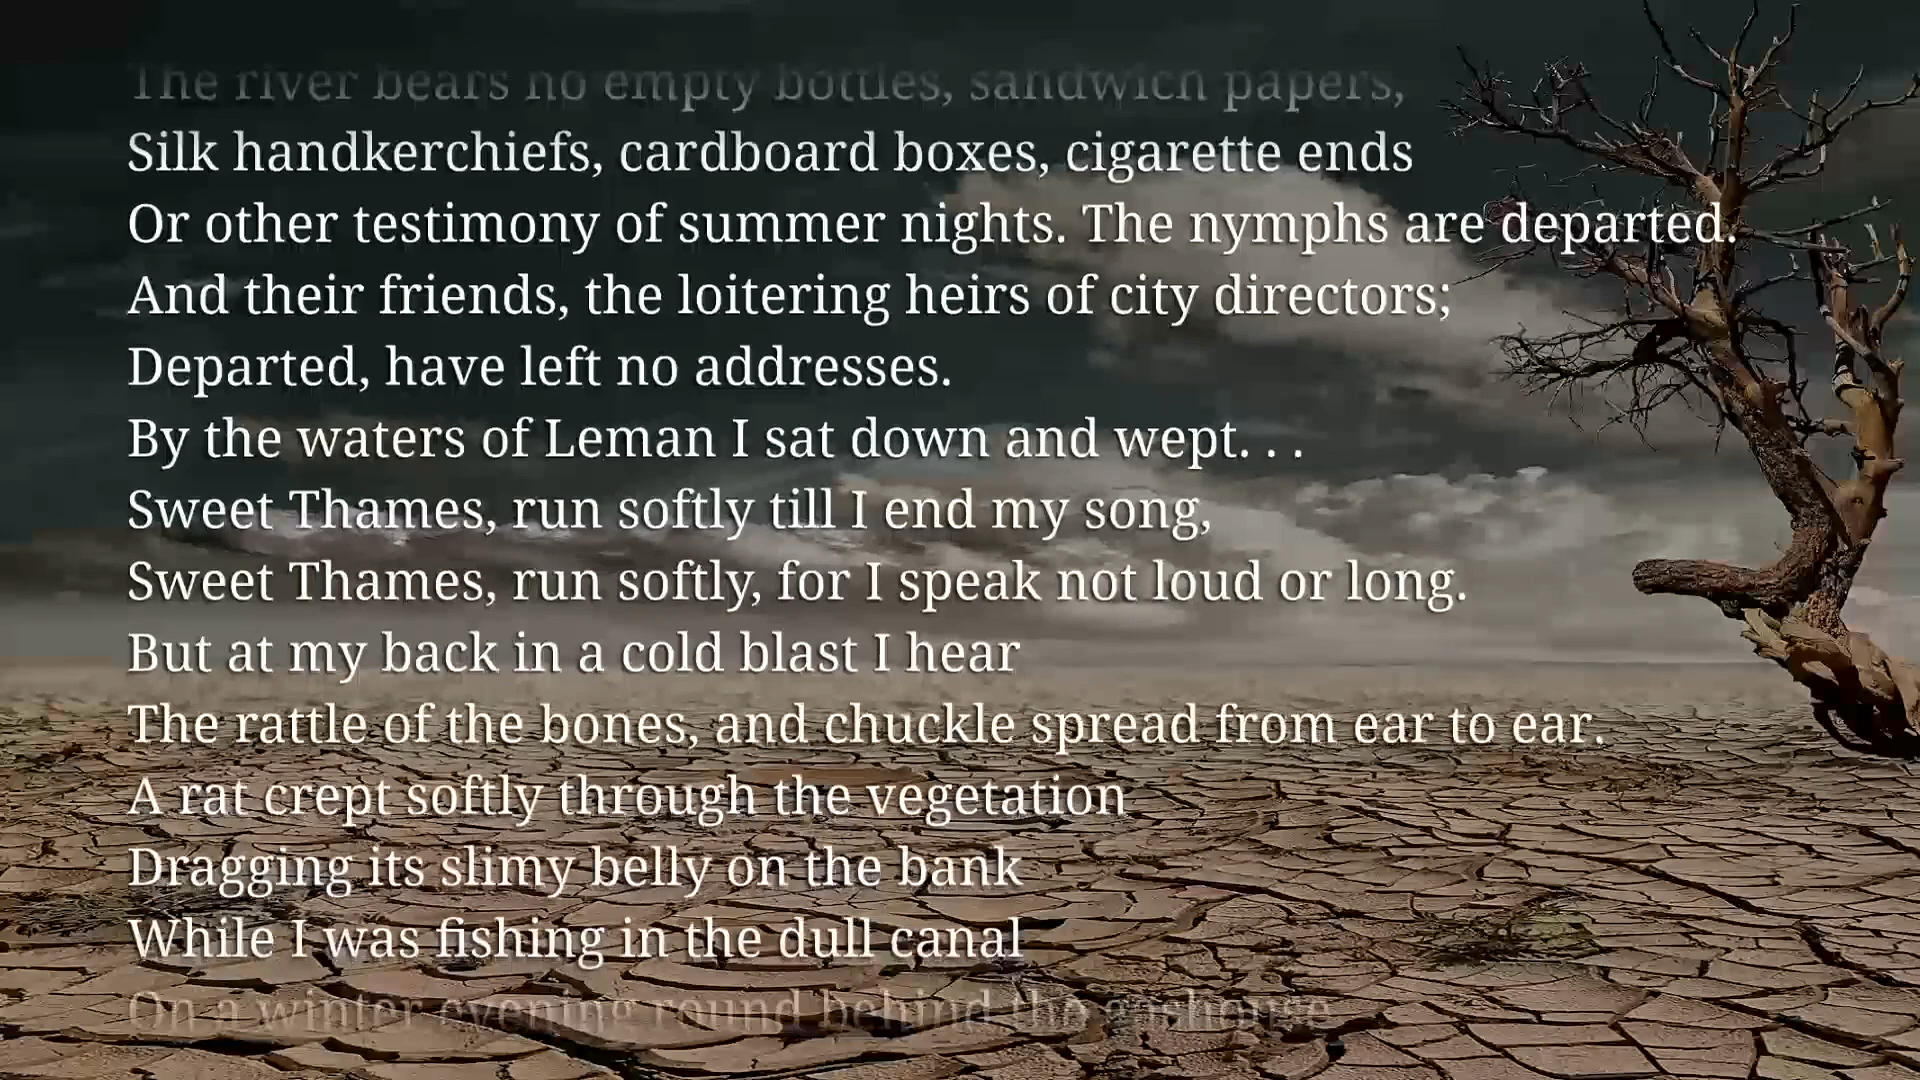 The river bears no empty bottles, sandwich papers,
Silk handkerchiefs, cardboard boxes, cigarette ends
Or other testimony of summer nights. The nymphs are departed.
And their friends, the loitering heirs of city directors;
Departed, have left no addresses.
By the waters of Leman I sat down and wept. . .
Sweet Thames, run softly till I end my song,
Sweet Thames, run softly, for I speak not loud or long.
But at my back in a cold blast I hear
The rattle of the bones, and chuckle spread from ear to ear.
A rat crept softly through the vegetation
Dragging its slimy belly on the bank
While I was fishing in the dull canal
On a winter evening round behind the gashouse